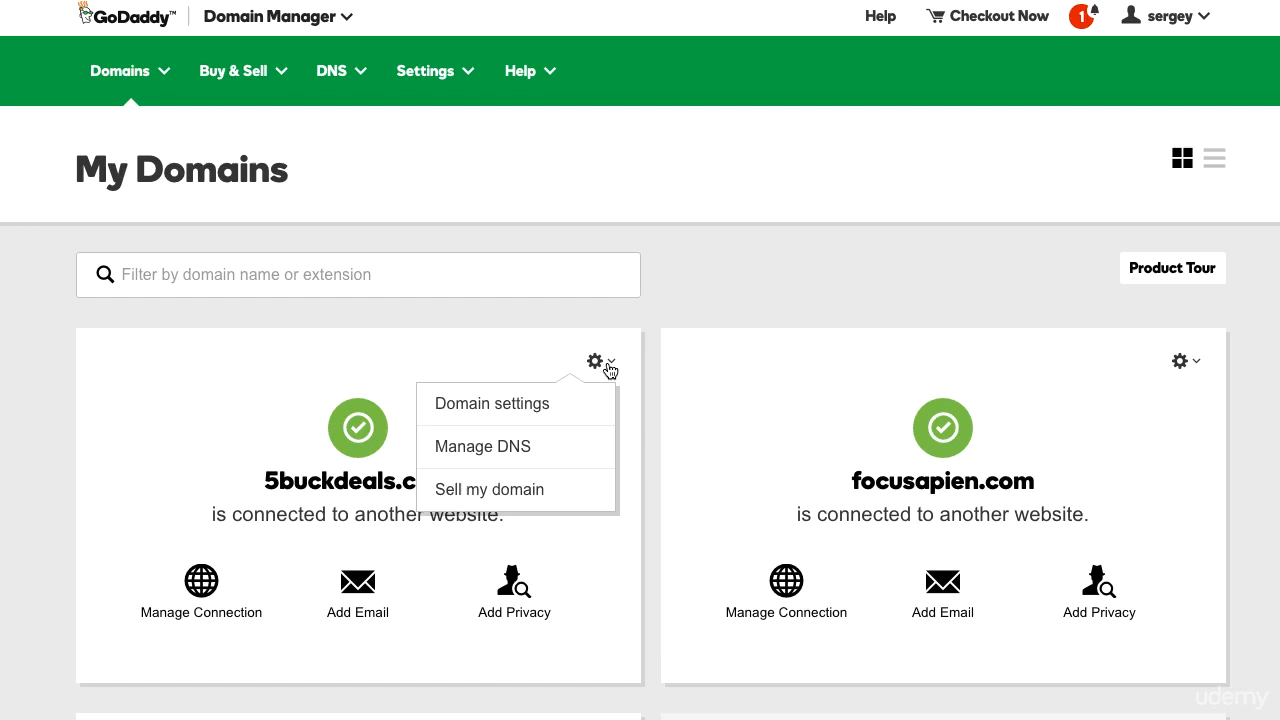 GoDaddy™ Domain Manager Help Checkout Now 1 sergey
Domains Buy & Sell DNS Settings Help
My Domains
Filter by domain name or extension
Product Tour
Domain settings
Manage DNS
Sell my domain
5buckdeals.c
is connected to another website.
Manage Connection Add Email Add Privacy
focusapien.com
is connected to another website.
Manage Connection Add Email Add Privacy
udemy